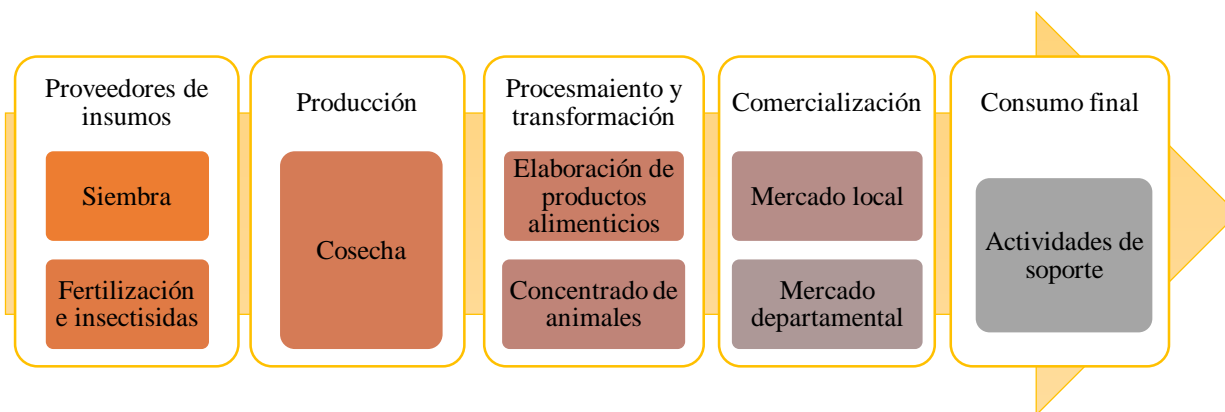 Proveedores de
insumos
Siembra
Fertilización
e insectisidas
Producción
Cosecha
Procesmaiento y
transformación
Elaboración de
productos
alimenticios
Concentrado de
animales
Comercialización
Mercado local
Mercado
departamental
Consumo final
Actividades de
soporte